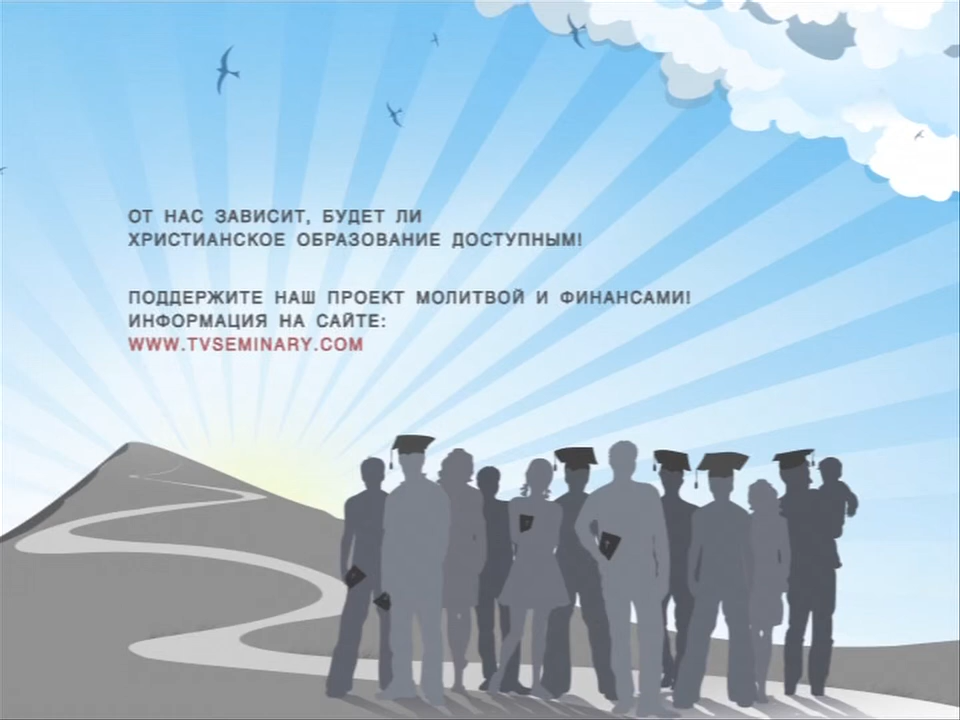 ОТ НАС ЗАВИСИТ, БУДЕТ ЛИ
ХРИСТИАНСКОЕ ОБРАЗОВАНИЕ ДОСТУПНЫМ!
ПОДДЕРЖИТЕ НАШ ПРОЕКТ МОЛИТВОЙ И ФИНАНСАМИ!
ИНФОРМАЦИЯ НА САЙТЕ:
WWW.TVSEMINARY.COM